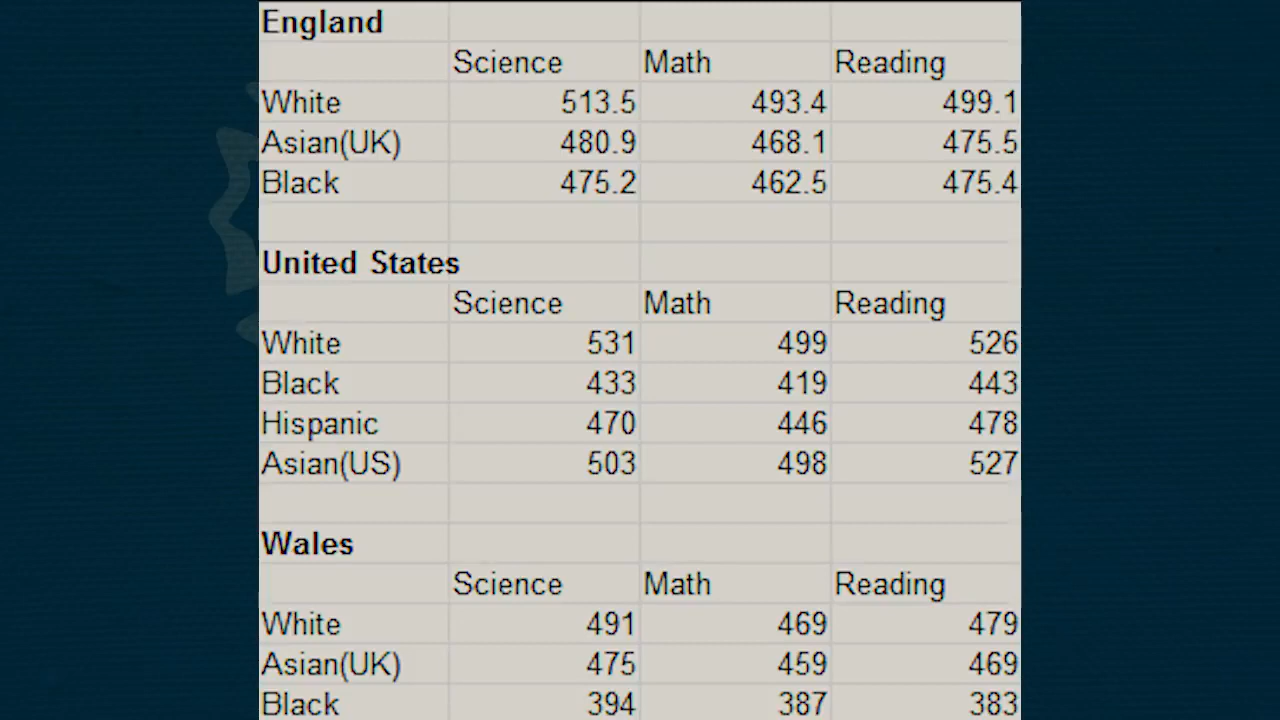 England
Science Math Reading
White 513.5 493.4 499.1
Asian(UK) 480.9 468.1 475.5
Black 475.2 462.5 475.4
United States
Science Math Reading
White 531 499 526
Black 433 419 443
Hispanic 470 446 478
Asian(US) 503 498 527
Wales
Science Math Reading
White 491 469 479
Asian(UK) 475 459 469
Black 394 387 383